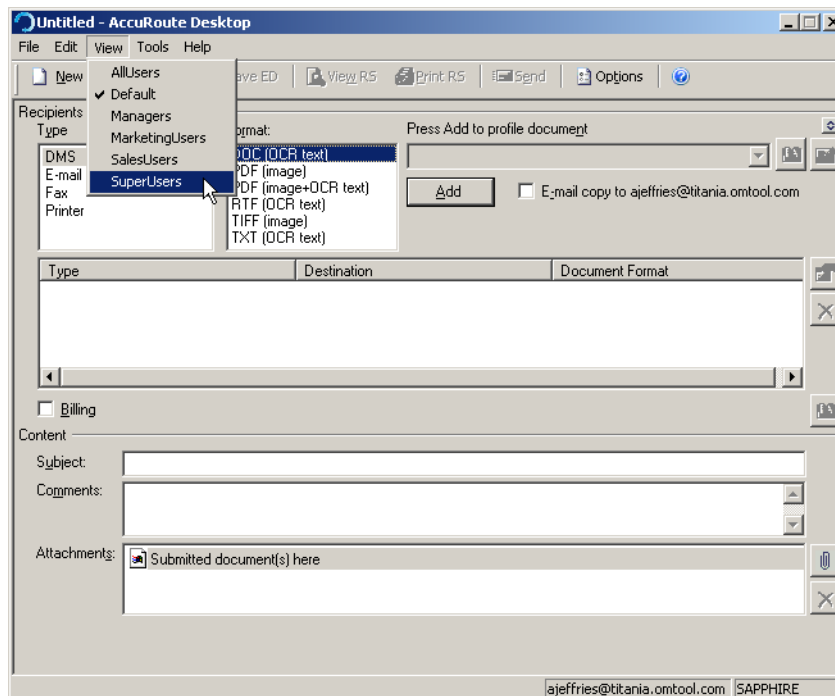 Untitled - AccuRoute Desktop
File Edit View Tools Help
New ave ED View RS Print RS Send Options
AllUsers
Default
Managers
MarketingUsers
SalesUsers
SuperUsers
Recipients
Type ormat: Press Add to profile document
DMS
E-mail
Fax
Printer
DOC (OCR text)
PDF (image)
PDF (image+OCR text)
RTF (OCR text)
TIFF (image)
TXT (OCR text)
Add E-mail copy to ajeffries@titania.omtool.com
Type Destination Document Format
Billing
Content
Subject:
Comments:
Attachments: Submitted document(s) here
ajeffries@titania.omtool.com SAPPHIRE